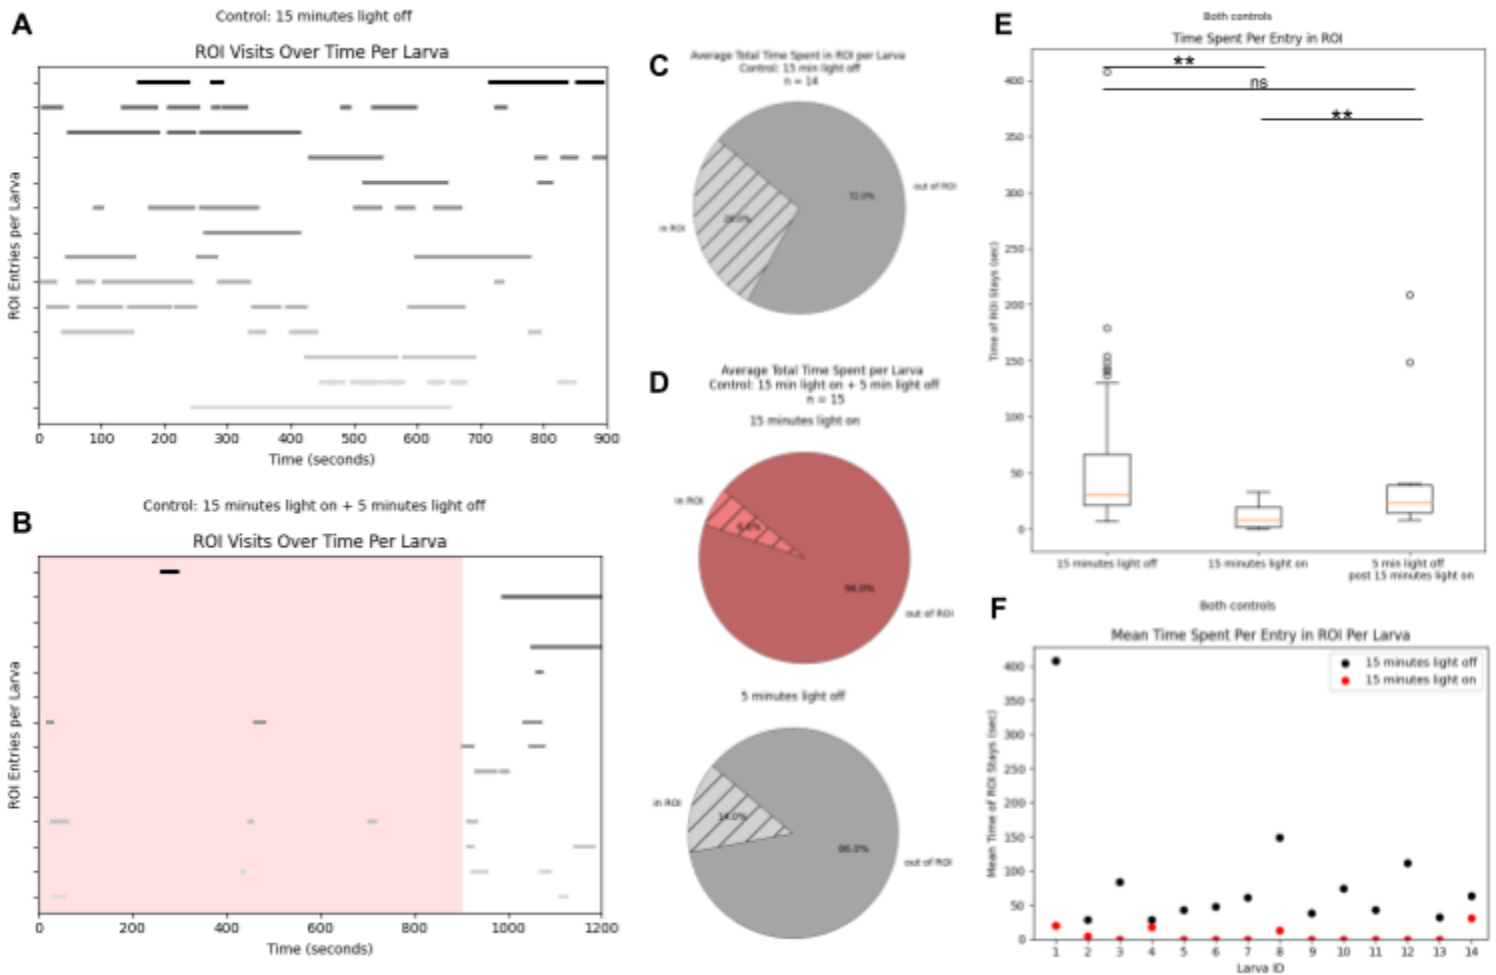 A
Control: 15 minutes light off
ROI Visits Over Time Per Larva
ROI Entries per Larva
0 100 200 300 400 500 600 700 800 900
Time (seconds)
B
Control: 15 minutes light on + 5 minutes light off
ROI Visits Over Time Per Larva
ROI Entries per Larva
0 200 400 600 800 1000 1200
Time (seconds)
C
Average Total Time Spent in ROI per Larva
Control: 15 min light off
n = 14
72.0%
out of ROI
28.0%
in ROI
D
Average Total Time Spent per Larva
Control: 15 min light on + 5 min light off
n = 15
15 minutes light on
in ROI
6.0%
94.0%
out of ROI
5 minutes light off
in ROI
14.0%
86.0%
out of ROI
E
Both controls
Time Spent Per Entry in ROI
**
ns
**
Time of ROI Stays (sec)
400
350
300
250
200
150
100
50
0
15 minutes light off
15 minutes light on
5 min light off
post 15 minutes light on
F
Both controls
Mean Time Spent Per Entry in ROI Per Larva
15 minutes light off
15 minutes light on
Mean Time of ROI Stays (sec)
400
350
300
250
200
150
100
50
0
1 2 3 4 5 6 7 8 9 10 11 12 13 14
Larva ID